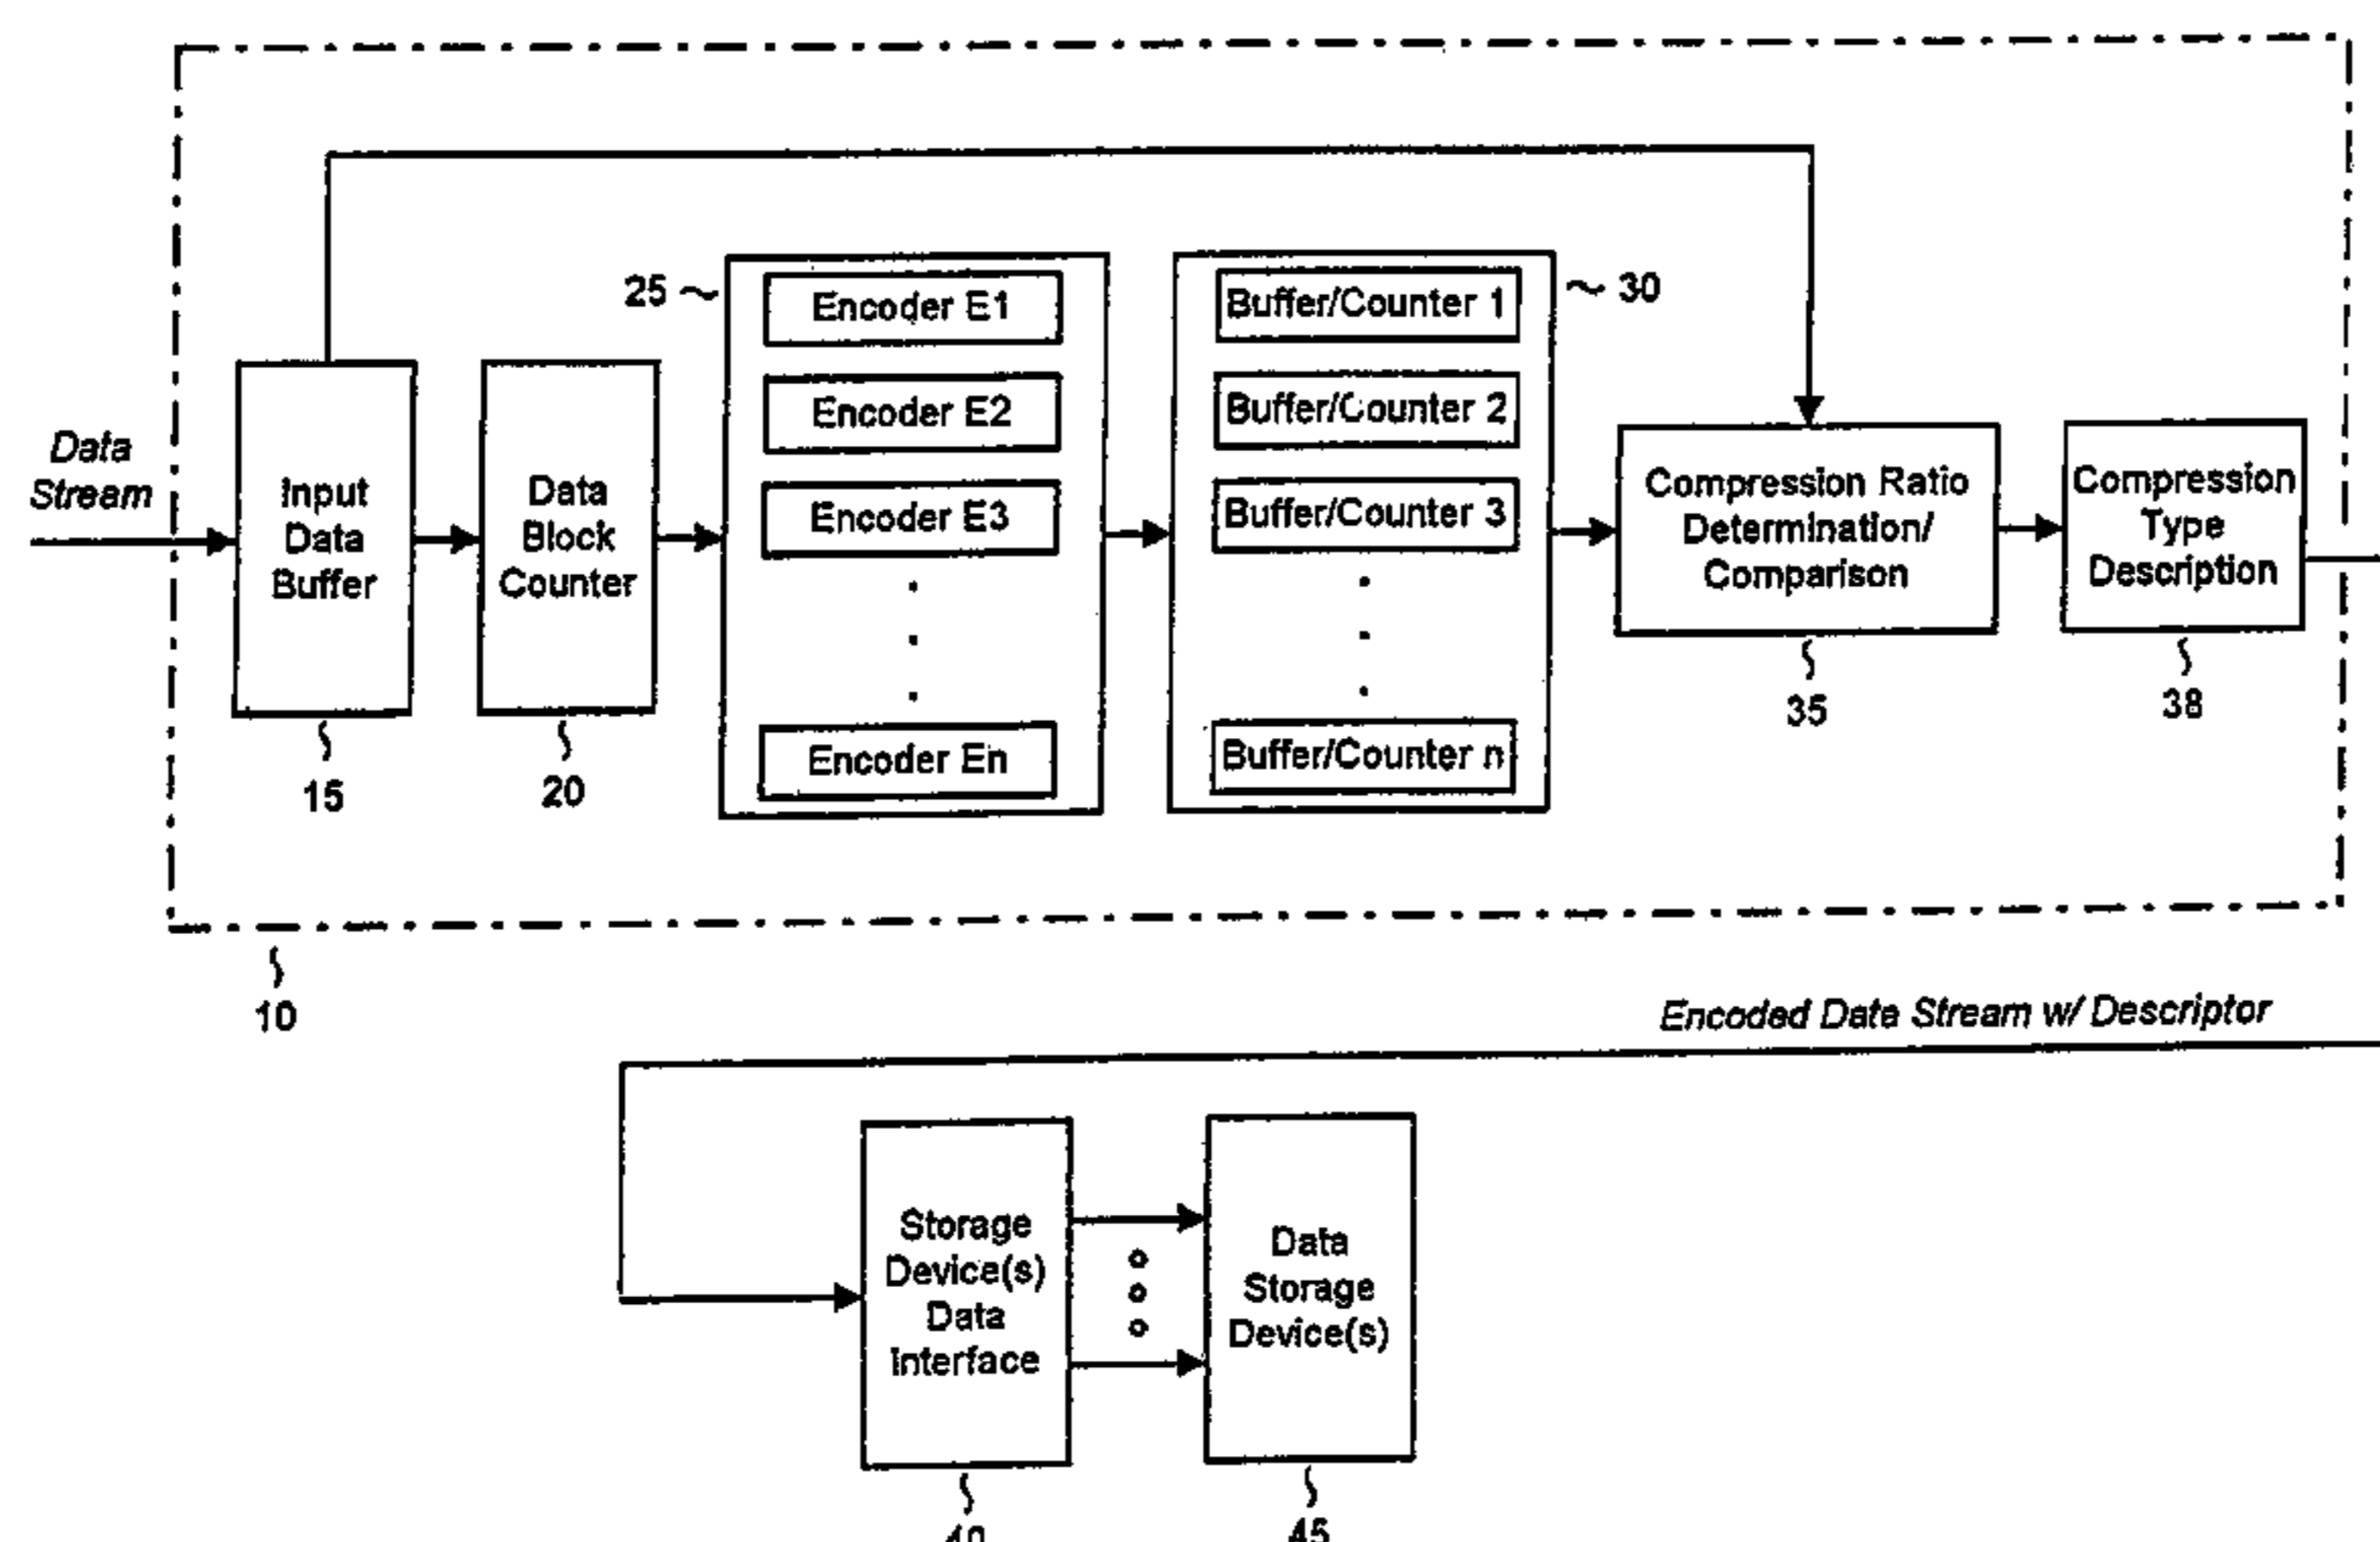 Data
Stream
Input
Data
Buffer
15
Data
Block
Counter
20
25
Encoder E1
Encoder E2
Encoder E3
Encoder En
30
Buffer/Counter 1
Buffer/Counter 2
Buffer/Counter 3
Buffer/Counter n
Compression Ratio
Determination/
Comparison
35
Compression
Type
Description
38
10
Encoded Data Stream w/ Descriptor
Storage
Device(s)
Data
Interface
40
Data
Storage
Device(s)
45